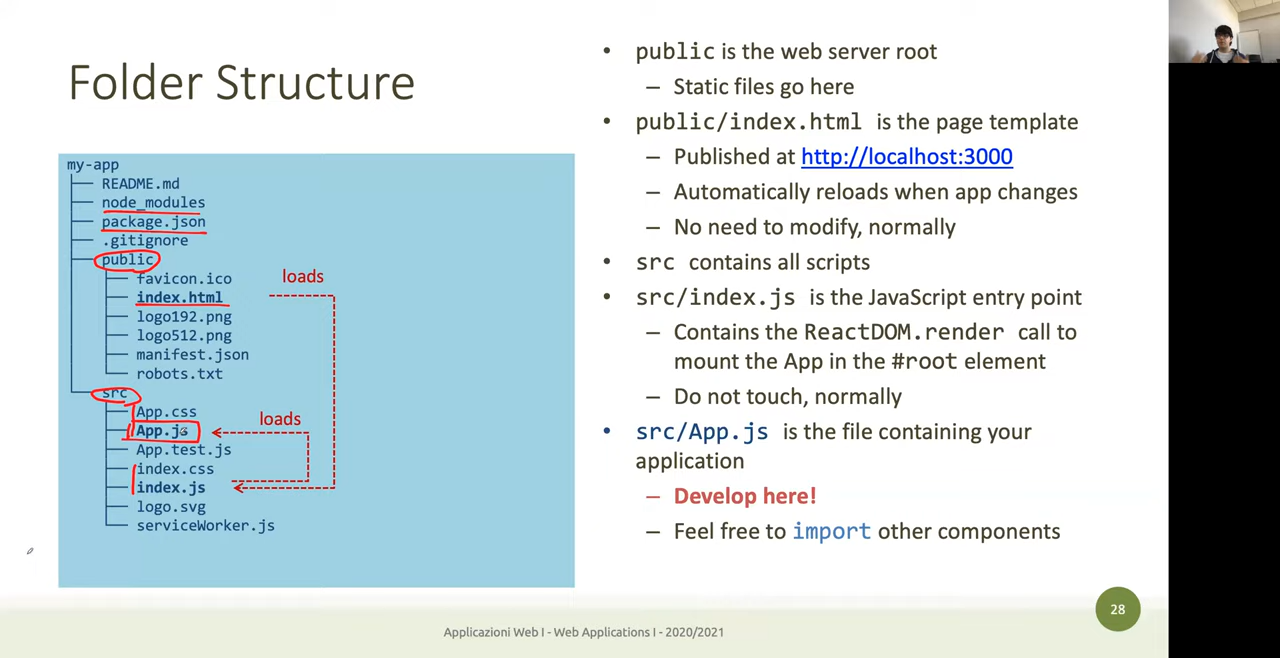 Folder Structure
my-app
README.md
node_modules
package.json
.gitignore
public
favicon.ico
index.html
logo192.png
logo512.png
manifest.json
robots.txt
src
App.css
App.js
App.test.js
index.css
index.js
logo.svg
serviceWorker.js
loads
loads
• public is the web server root
– Static files go here
• public/index.html is the page template
– Published at http://localhost:3000
– Automatically reloads when app changes
– No need to modify, normally
• src contains all scripts
• src/index.js is the JavaScript entry point
– Contains the ReactDOM.render call to
mount the App in the #root element
– Do not touch, normally
• src/App.js is the file containing your
application
– Develop here!
– Feel free to import other components
28
Applicazioni Web I - Web Applications I - 2020/2021